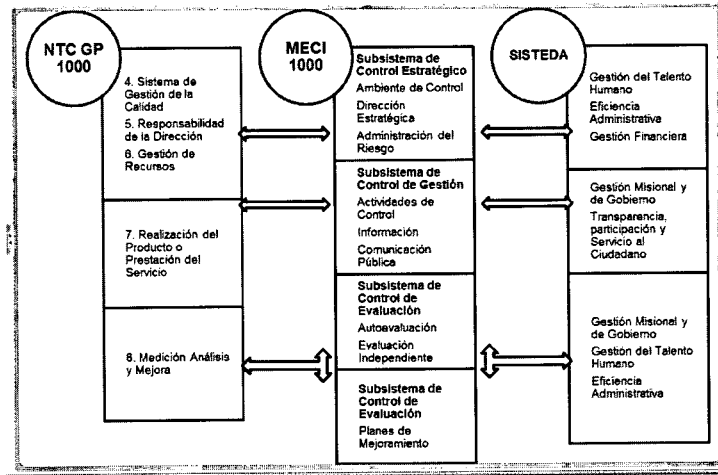 NTC GP
1000
4. Sistema de
Gestión de la
Calidad
5. Responsabilidad
de la Dirección
6. Gestión de
Recursos
7. Realización del
Producto o
Prestación del
Servicio
8. Medición Análisis
y Mejora
MECI
1000
Subsistema de
Control Estratégico
Ambiente de Control
Dirección
Estratégica
Administración del
Riesgo
Subsistema de
Control de Gestión
Actividades de
Control
Información
Comunicación
Pública
Subsistema de
Control de
Evaluación
Autoevaluación
Evaluación
Independiente
Subsistema de
Control de
Evaluación
Planes de
Mejoramiento
SISTEDA
Gestión del Talento
Humano
Eficiencia
Administrativa
Gestión Financiera
Gestión Misional y
de Gobierno
Transparencia,
participación y
Servicio al
Ciudadano
Gestión Misional y
de Gobierno
Gestión del Talento
Humano
Eficiencia
Administrativa